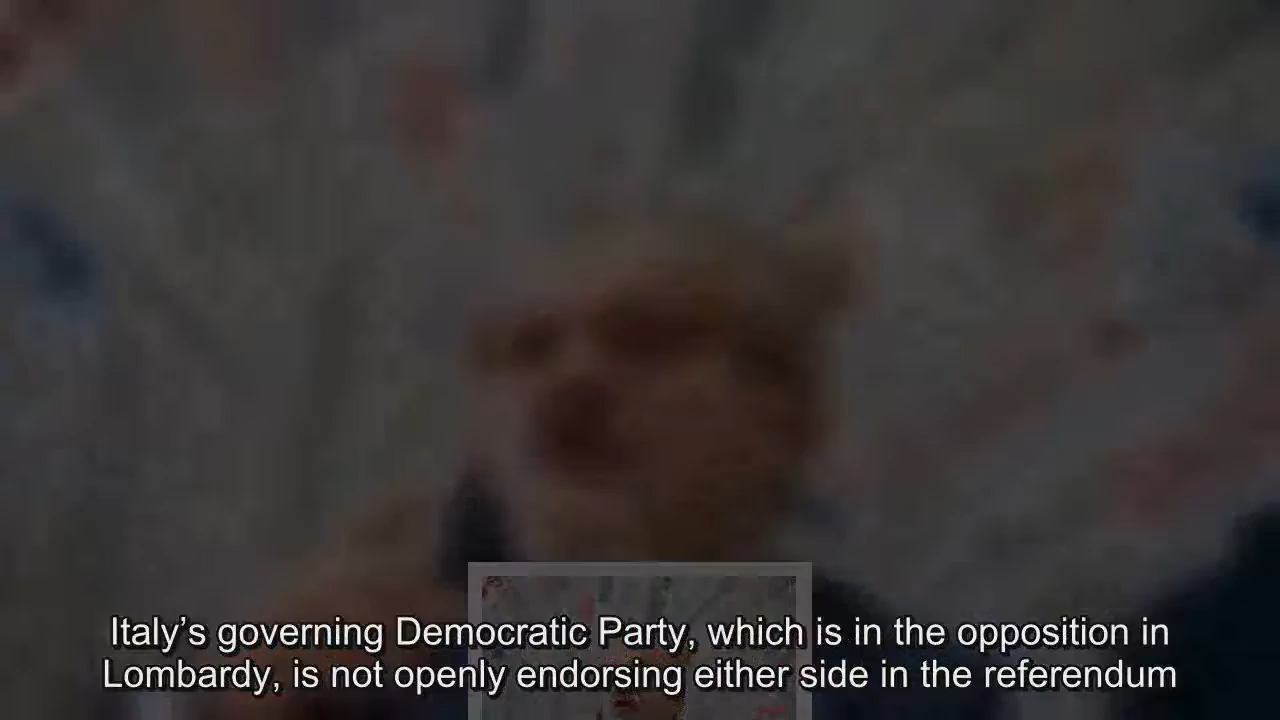 Italy’s governing Democratic Party, which is in the opposition in
Lombardy, is not openly endorsing either side in the referendum